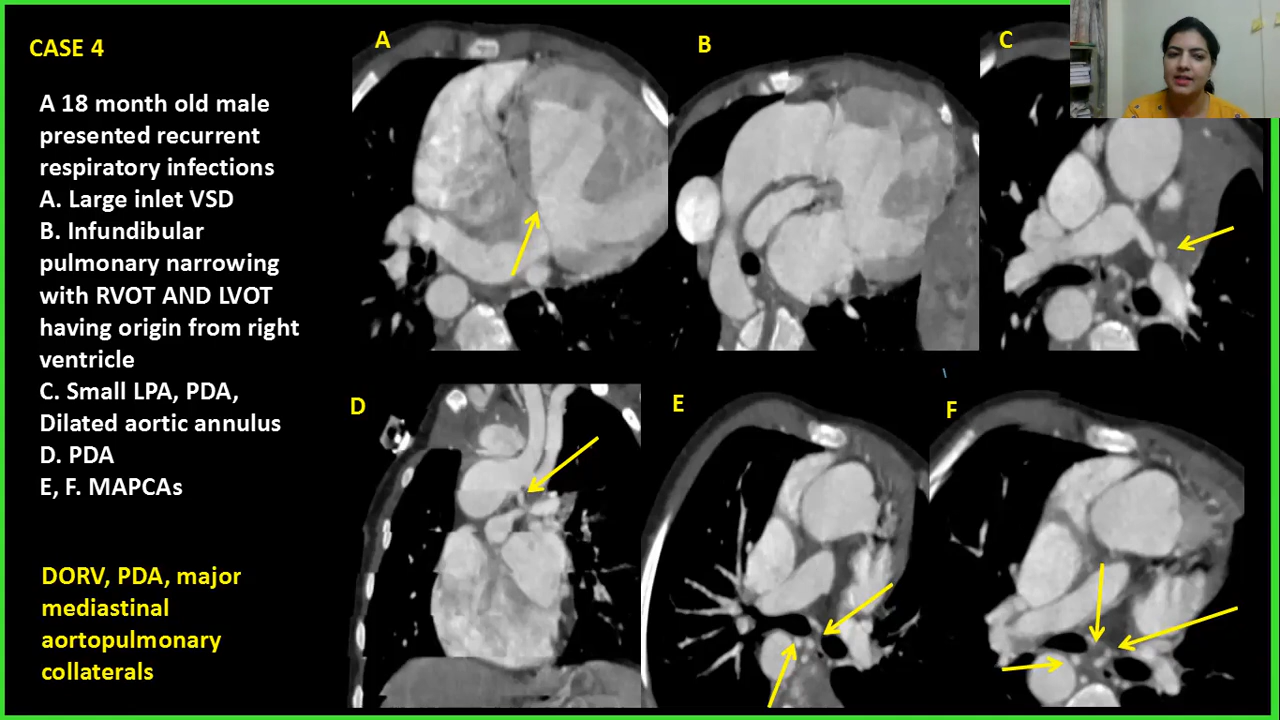 CASE 4
A 18 month old male
presented recurrent
respiratory infections
A. Large inlet VSD
B. Infundibular
pulmonary narrowing
with RVOT AND LVOT
having origin from right
ventricle
C. Small LPA, PDA,
Dilated aortic annulus
D. PDA
E, F. MAPCAs
DORV, PDA, major
mediastinal
aortopulmonary
collaterals
A
B
C
D
E
F